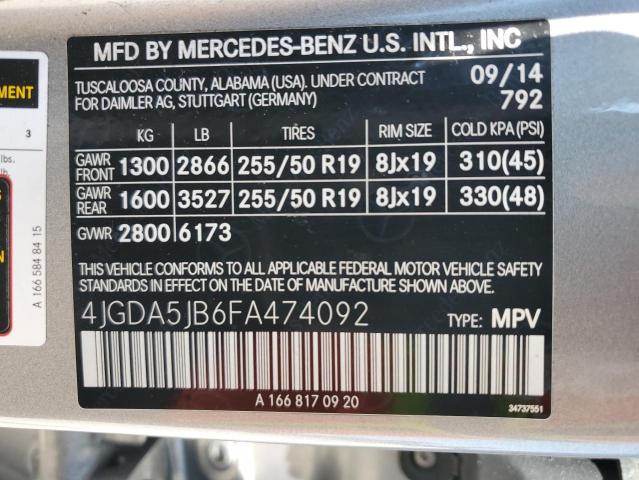 MFD BY MERCEDES-BENZ U.S. INTL., INC
TUSCALOOSA COUNTY, ALABAMA (USA). UNDER CONTRACT 09/14
FOR DAIMLER AG, STUTTGART (GERMANY) 792
KG LB TIRES RIM SIZE COLD KPA (PSI)
GAWR FRONT 1300 2866 255/50 R19 8Jx19 310(45)
GAWR REAR 1600 3527 255/50 R19 8Jx19 330(48)
GVWR 2800 6173
THIS VEHICLE CONFORMS TO ALL APPLICABLE FEDERAL MOTOR VEHICLE SAFETY
STANDARDS IN EFFECT ON THE DATE OF MANUFACTURE SHOWN ABOVE
4JGDA5JB6FA474092 TYPE: MPV
A 166 817 09 20
34737551
3
lbs.
lb.
A 166 584 84 15